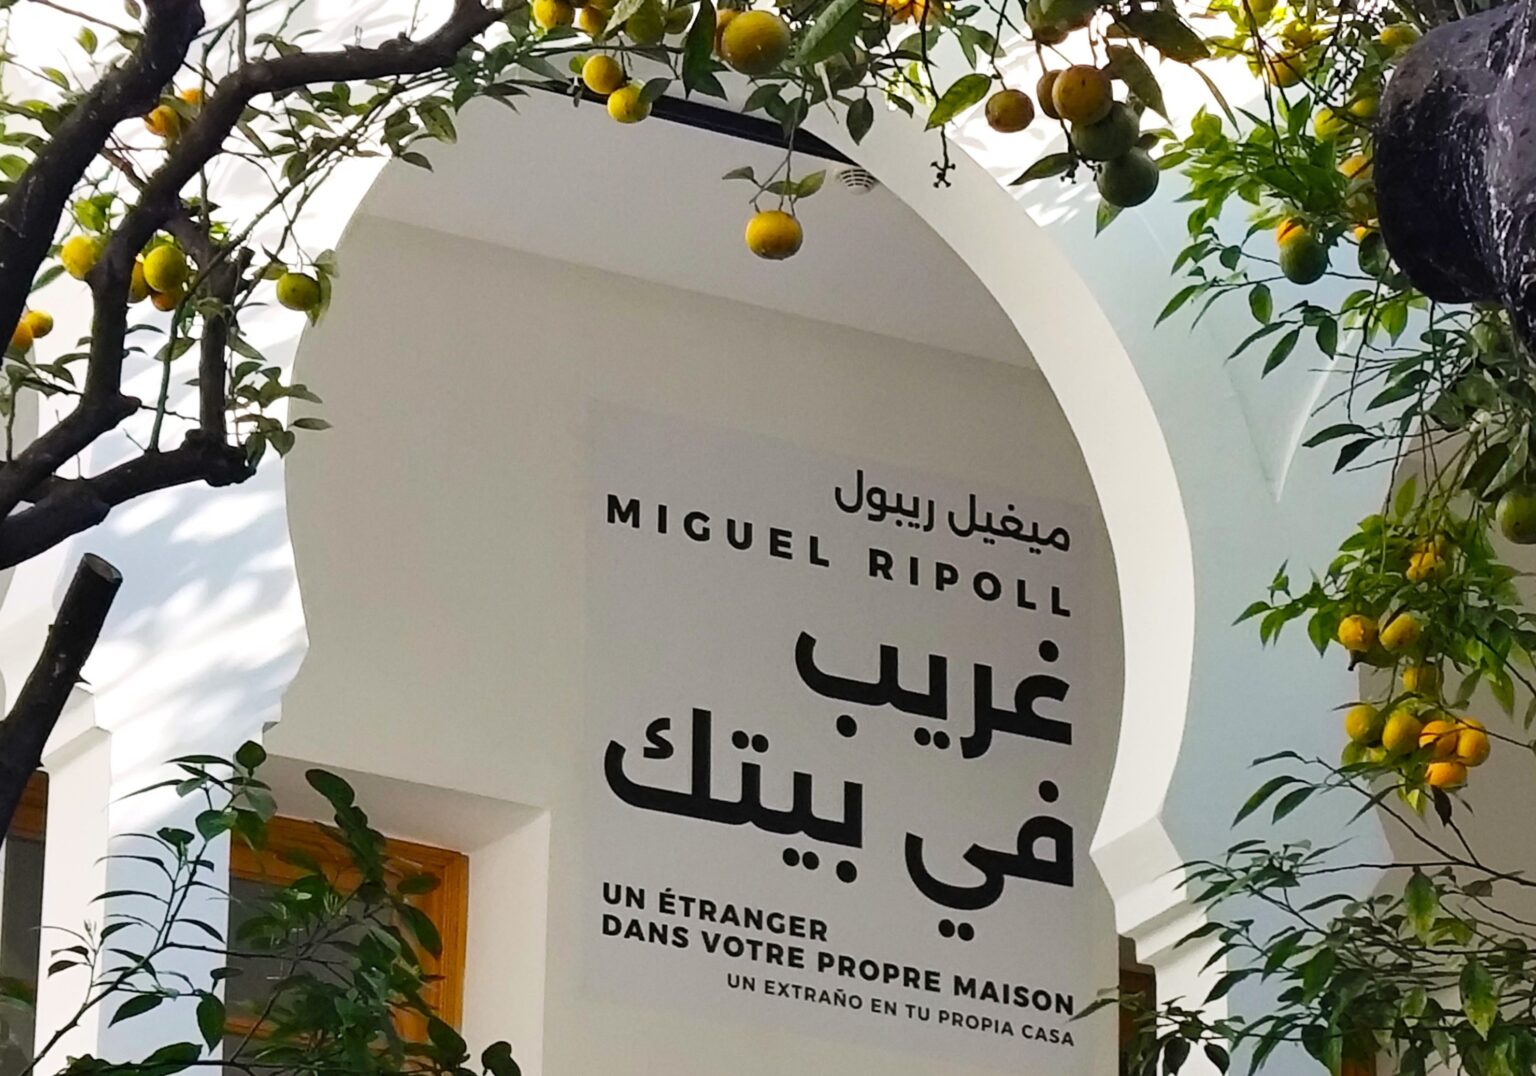 ميغيل ريبول
MIGUEL RIPOLL
غريب
في بيتك
UN ÉTRANGER
DANS VOTRE PROPRE MAISON
UN EXTRAÑO EN TU PROPIA CASA